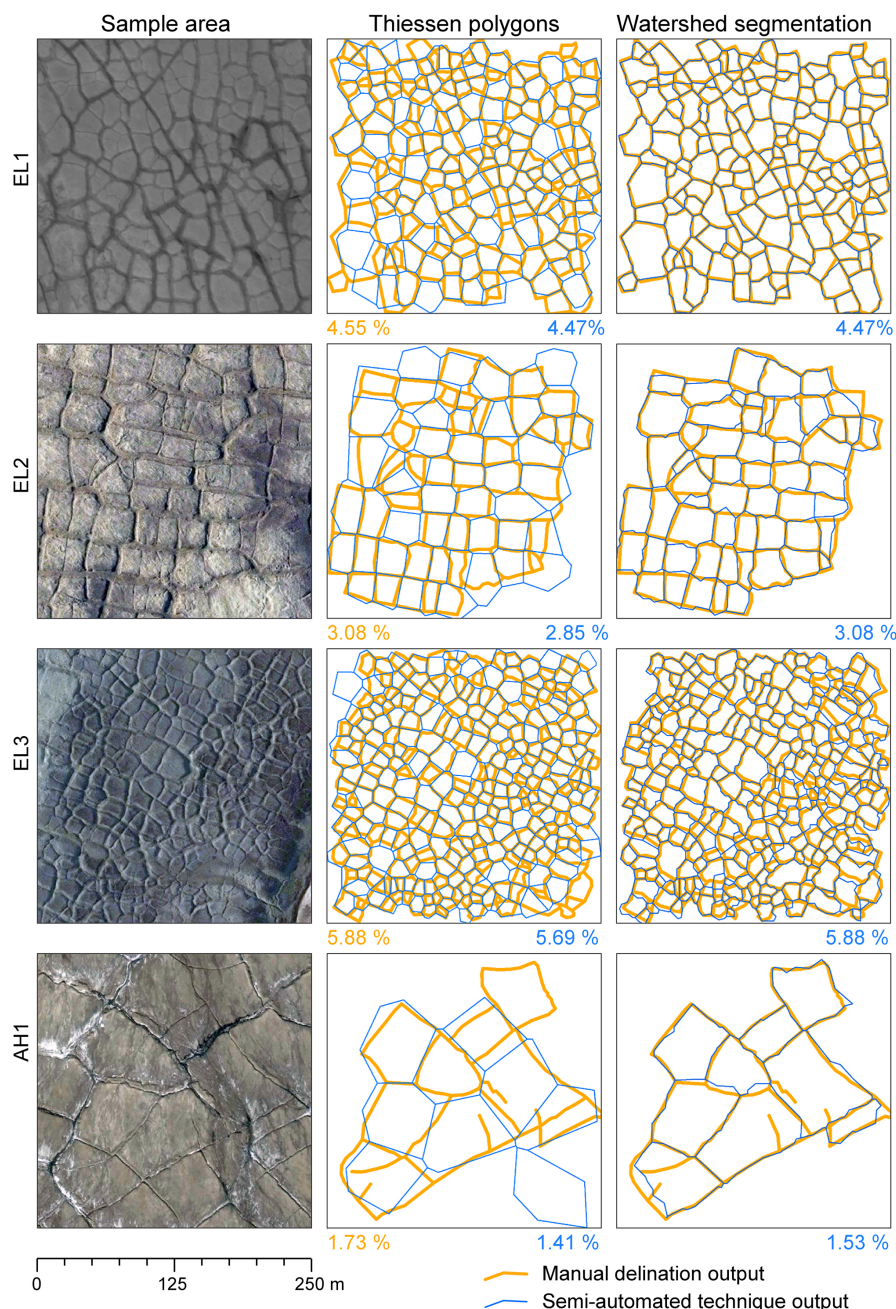 Sample area Thiessen polygons Watershed segmentation
EL1
4.55 % 4.47% 4.47%
EL2
3.08 % 2.85 % 3.08 %
EL3
5.88 % 5.69 % 5.88 %
AH1
1.73 % 1.41 % 1.53 %
0 125 250 m
Manual delination output
Semi-automated technique output